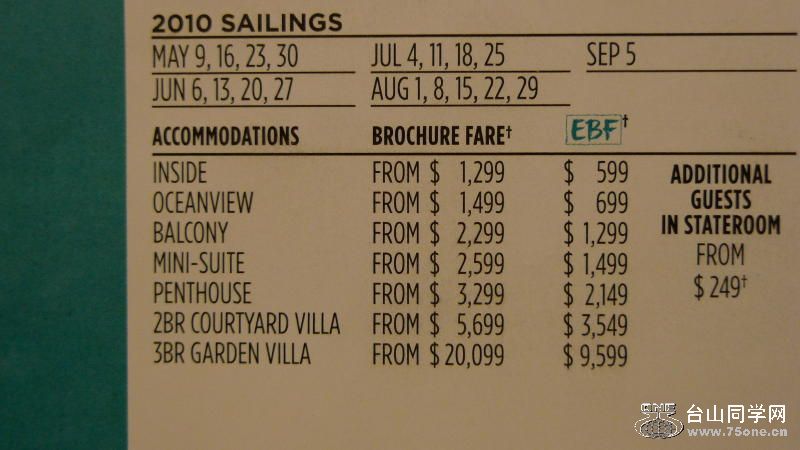 2010 SAILINGS
MAY 9, 16, 23, 30 JUL 4, 11, 18, 25 SEP 5
JUN 6, 13, 20, 27 AUG 1, 8, 15, 22, 29
ACCOMMODATIONS BROCHURE FARE† EBF†
INSIDE FROM $ 1,299 $ 599
OCEANVIEW FROM $ 1,499 $ 699
BALCONY FROM $ 2,299 $ 1,299
MINI-SUITE FROM $ 2,599 $ 1,499
PENTHOUSE FROM $ 3,299 $ 2,149
2BR COURTYARD VILLA FROM $ 5,699 $ 3,549
3BR GARDEN VILLA FROM $ 20,099 $ 9,599
ADDITIONAL
GUESTS
IN STATEROOM
FROM
$ 249†
ONE
台山同学网
www.75one.cn